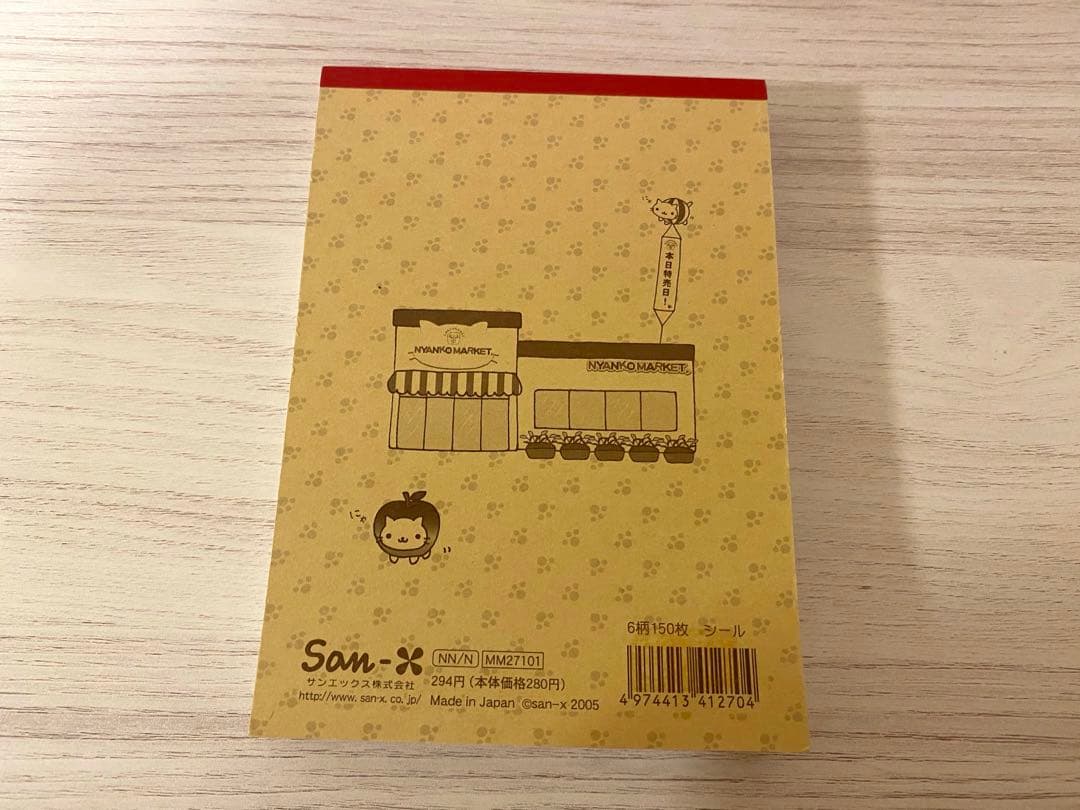 本日特売日!
NYANKO MARKET
NYANKO MARKET
にゃ
6柄150枚 シール
San-X NN/N MM27101
サンエックス株式会社 294円(本体価格280円)
http://www.san-x.co.jp/ Made in Japan ©san-x 2005
4 974413 412704